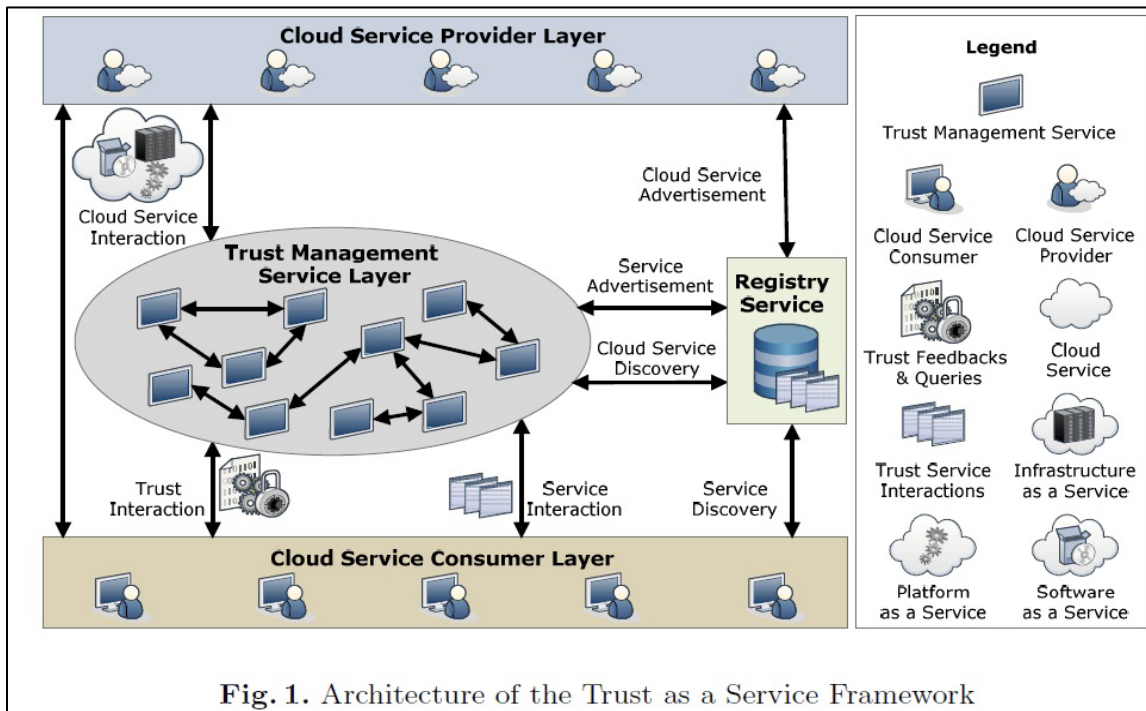 Cloud Service Provider Layer
Cloud Service
Interaction
Cloud Service
Advertisement
Trust Management
Service Layer
Service
Advertisement
Cloud Service
Discovery
Registry
Service
Trust
Interaction
Service
Interaction
Service
Discovery
Cloud Service Consumer Layer
Legend
Trust Management Service
Cloud Service
Consumer
Cloud Service
Provider
Trust Feedbacks
& Queries
Cloud
Service
Trust Service
Interactions
Infrastructure
as a Service
Platform
as a Service
Software
as a Service
Fig. 1. Architecture of the Trust as a Service Framework